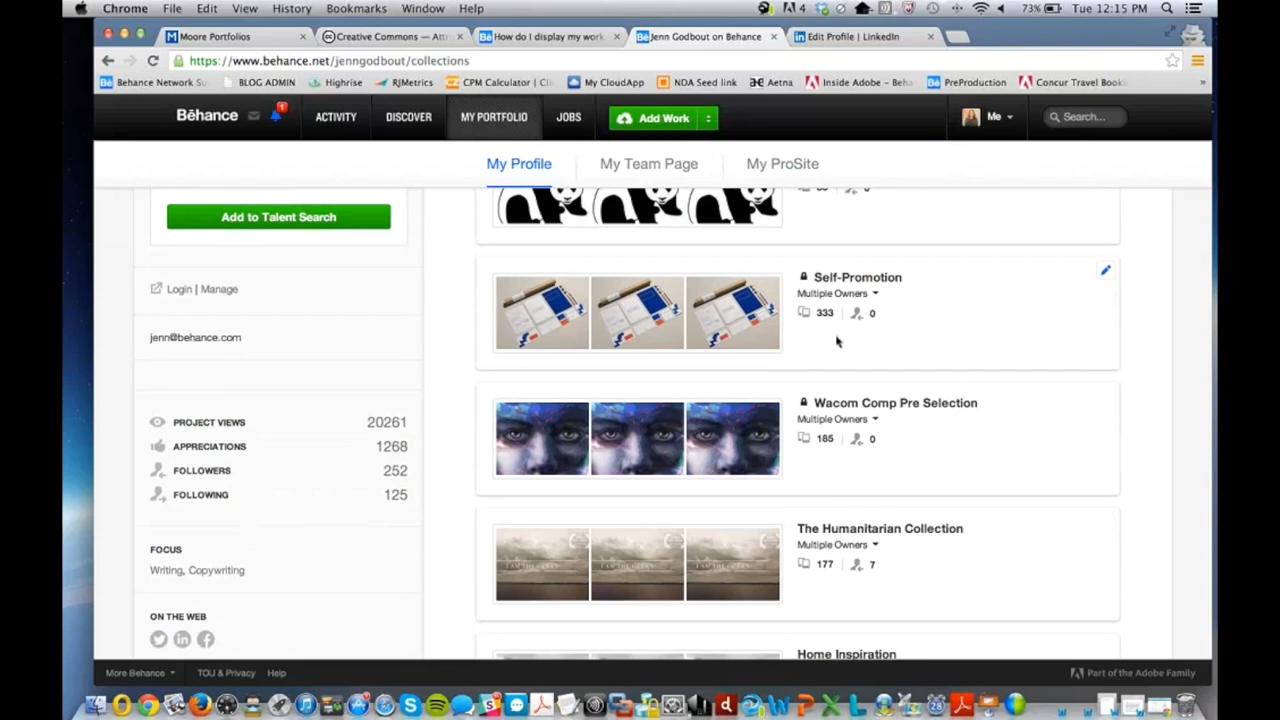 Chrome File Edit View History Bookmarks Window Help 4 73% Tue 12:15 PM
Moore Portfolios Creative Commons — Attr How do I display my work Jenn Godbout on Behance Edit Profile | LinkedIn
https://www.behance.net/jenngodbout/collections
Behance Network Su BLOG ADMIN Highrise RJMetrics CPM Calculator | Cli My CloudApp NDA Seed link Aetna Inside Adobe - Beha PreProduction Concur Travel Book »
Bēhance 1 ACTIVITY DISCOVER MY PORTFOLIO JOBS Add Work Me Search...
My Profile My Team Page My ProSite
Add to Talent Search
Self-Promotion
Multiple Owners
333 0
Login | Manage
jenn@behance.com
Wacom Comp Pre Selection
Multiple Owners
185 0
PROJECT VIEWS 20261
APPRECIATIONS 1268
FOLLOWERS 252
FOLLOWING 125
The Humanitarian Collection
Multiple Owners
177 7
FOCUS
Writing, Copywriting
ON THE WEB
Home Inspiration
More Behance TOU & Privacy Help Part of the Adobe Family